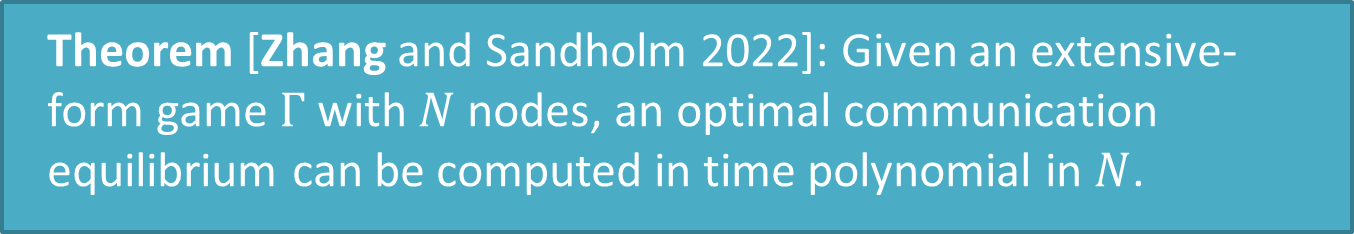 Theorem [Zhang and Sandholm 2022]: Given an extensive-
form game Γ with N nodes, an optimal communication
equilibrium can be computed in time polynomial in N.